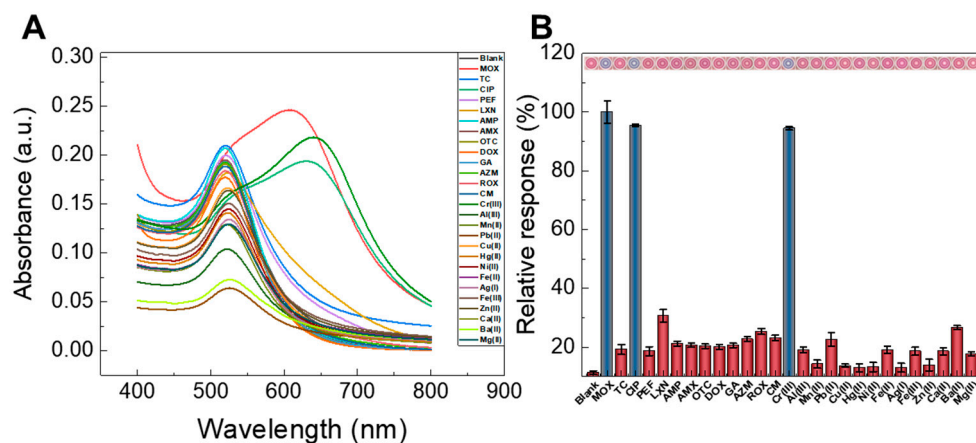 A
Absorbance (a.u.)
0.30
0.25
0.20
0.15
0.10
0.05
0.00
400
500
600
700
800
900
Wavelength (nm)
Blank
MOX
TC
CIP
PEF
LXN
AMP
AMX
OTC
DOX
GA
AZM
ROX
CM
Cr(III)
Al(III)
Mn(II)
Pb(II)
Cu(II)
Hg(II)
Ni(II)
Fe(II)
Ag(I)
Fe(III)
Zn(II)
Ca(II)
Ba(II)
Mg(II)
B
Relative response (%)
120
100
80
60
40
20
Blank
MOX
TC
CIP
PEF
LXN
AMP
AMX
OTC
DOX
GA
AZM
ROX
CM
Cr(III)
Al(III)
Mn(II)
Pb(II)
Cu(II)
Hg(II)
Ni(II)
Fe(II)
Ag(I)
Fe(III)
Zn(II)
Ca(II)
Ba(II)
Mg(II)